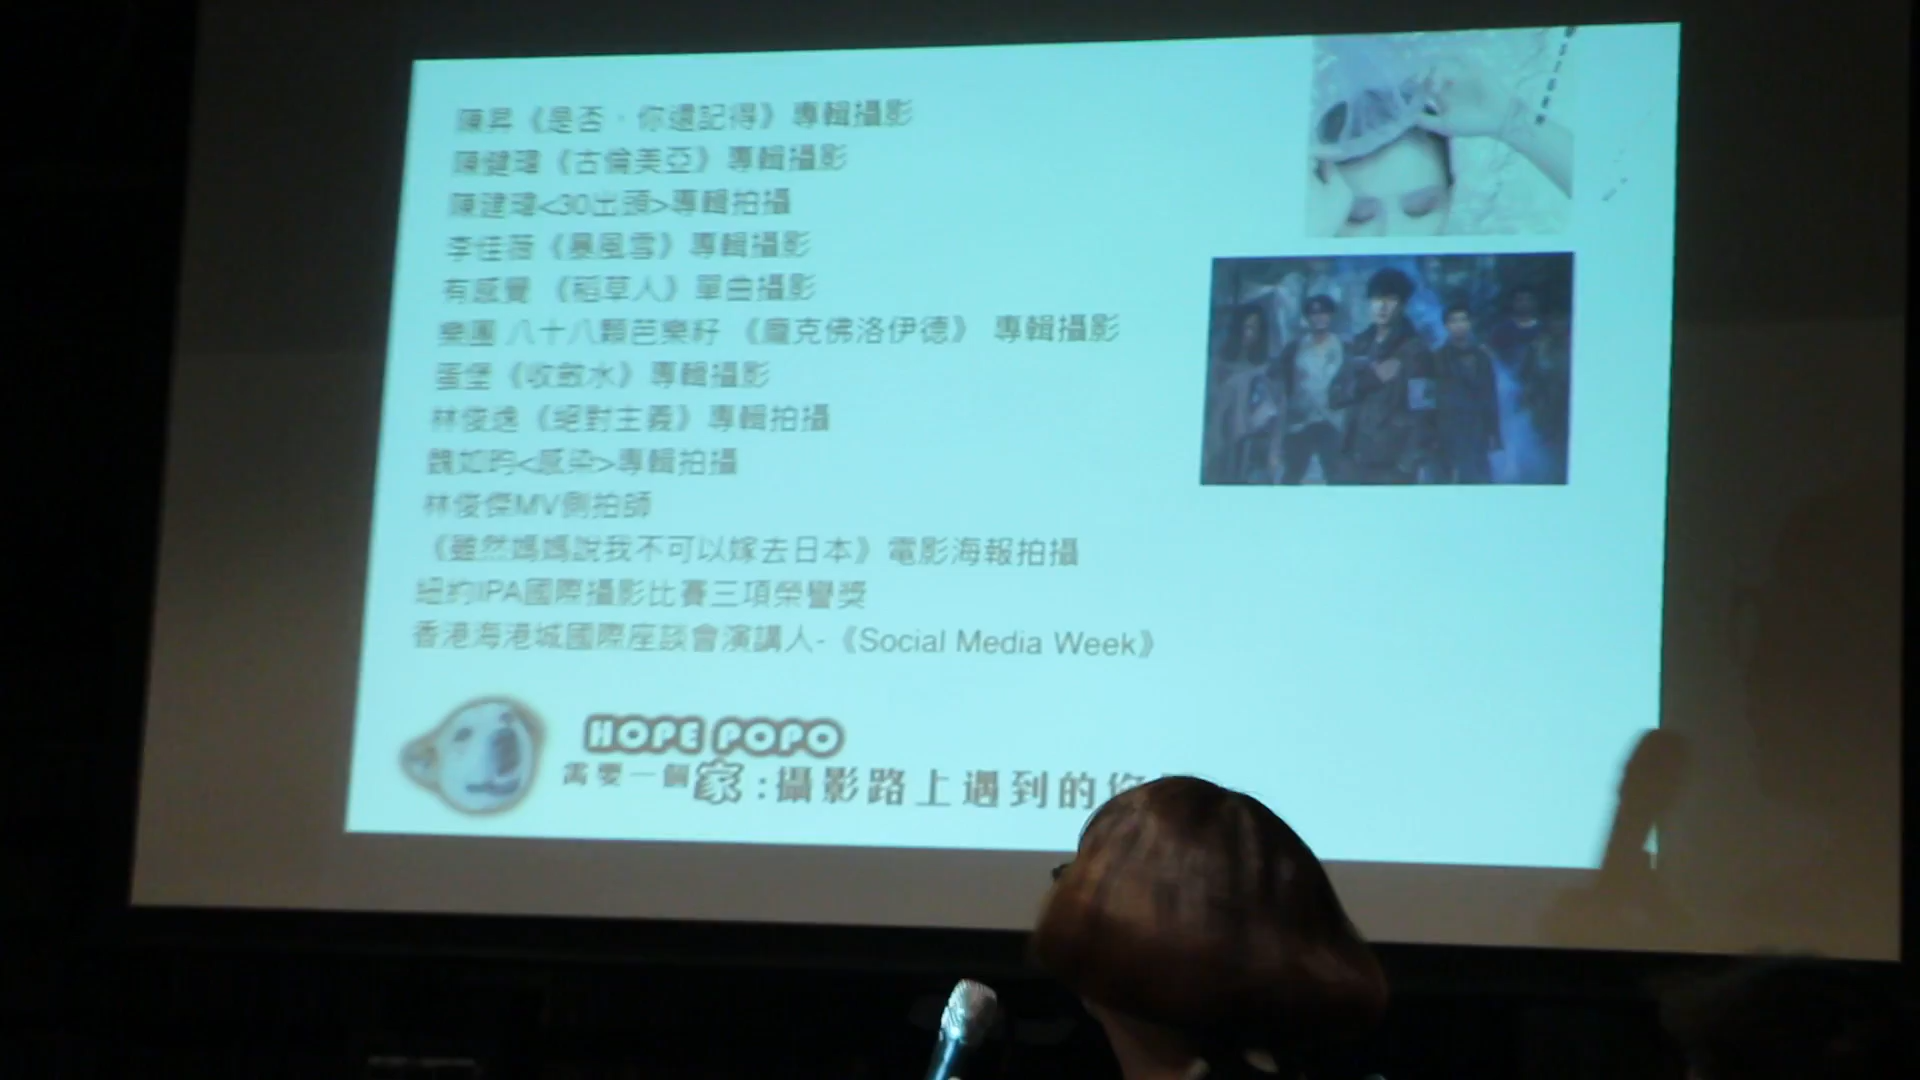 陳昇《是否，你還記得》專輯攝影
陳健瑋《古倫美亞》專輯攝影
陳建瑋<30出頭>專輯拍攝
李佳薇《暴風雪》專輯攝影
有感覺 《稻草人》單曲攝影
樂團 八十八顆芭樂籽 《龐克佛洛伊德》 專輯攝影
蛋堡《收斂水》專輯攝影
林俊逸《絕對主義》專輯拍攝
魏如昀<感染>專輯拍攝
林俊傑MV側拍師
《雖然媽媽說我不可以嫁去日本》電影海報拍攝
紐約IPA國際攝影比賽三項榮譽獎
香港海港城國際座談會演講人-《Social Media Week》
HOPE POPO
需要一個家:攝影路上遇到的